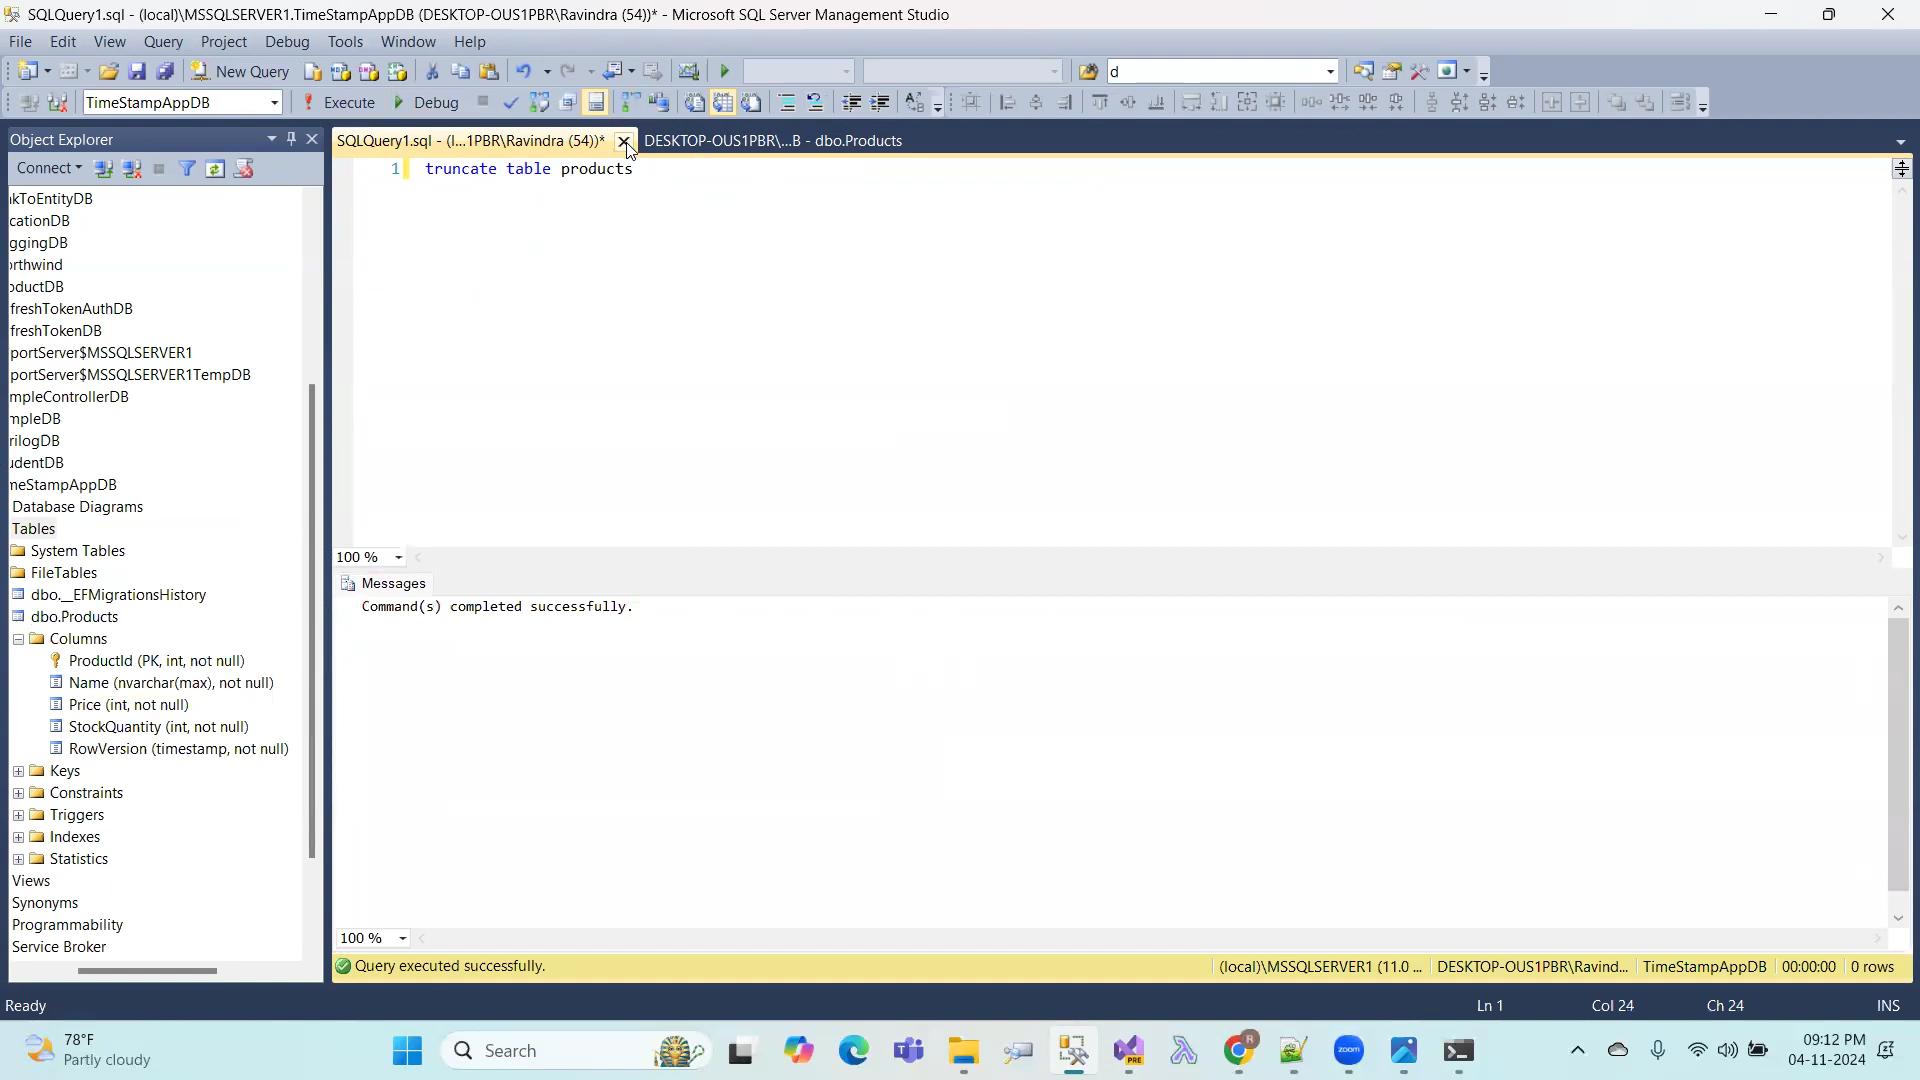 SQLQuery1.sql - (local)\MSSQLSERVER1.TimeStampAppDB (DESKTOP-OUS1PBR\Ravindra (54))* - Microsoft SQL Server Management Studio
File Edit View Query Project Debug Tools Window Help
New Query d
TimeStampAppDB Execute Debug
Object Explorer
SQLQuery1.sql - (l...1PBR\Ravindra (54))* DESKTOP-OUS1PBR\...B - dbo.Products
Connect
1 truncate table products
kToEntityDB
cationDB
ggingDB
rthwind
ductDB
freshTokenAuthDB
freshTokenDB
portServer$MSSQLSERVER1
portServer$MSSQLSERVER1TempDB
mpleControllerDB
mpleDB
rilogDB
udentDB
meStampAppDB
Database Diagrams
Tables
System Tables
FileTables
dbo.__EFMigrationsHistory
dbo.Products
Columns
ProductId (PK, int, not null)
Name (nvarchar(max), not null)
Price (int, not null)
StockQuantity (int, not null)
RowVersion (timestamp, not null)
Keys
Constraints
Triggers
Indexes
Statistics
Views
Synonyms
Programmability
Service Broker
100 %
Messages
Command(s) completed successfully.
100 %
Query executed successfully. (local)\MSSQLSERVER1 (11.0 ... DESKTOP-OUS1PBR\Ravind... TimeStampAppDB 00:00:00 0 rows
Ready Ln 1 Col 24 Ch 24 INS
78°F
Partly cloudy
Search
PRE
R
zoom
09:12 PM
04-11-2024